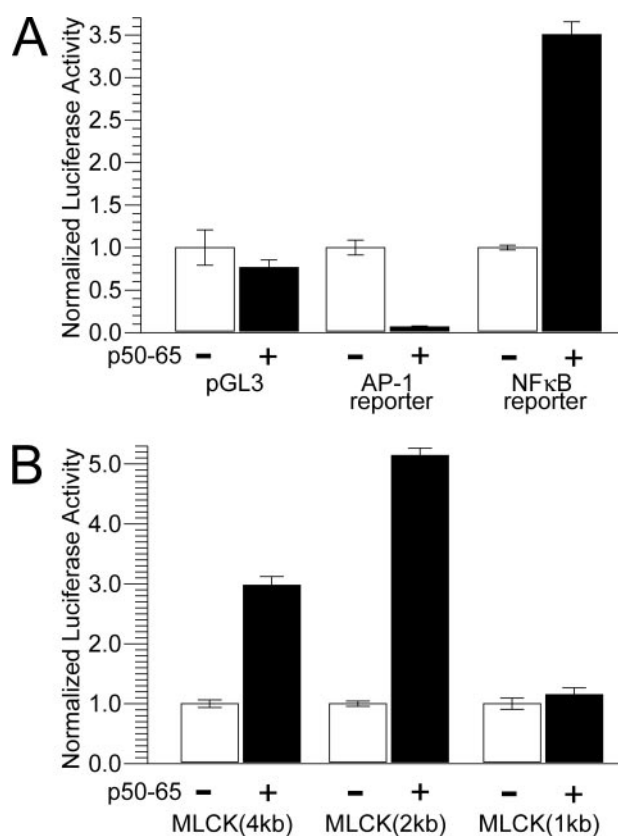 A
Normalized Luciferase Activity
3.5
3.0
2.5
2.0
1.5
1.0
0.5
0.0
p50-65 - + - + - +
pGL3 AP-1 reporter NFκB reporter
B
Normalized Luciferase Activity
5.0
4.0
3.0
2.0
1.0
0.0
p50-65 - + - + - +
MLCK(4kb) MLCK(2kb) MLCK(1kb)